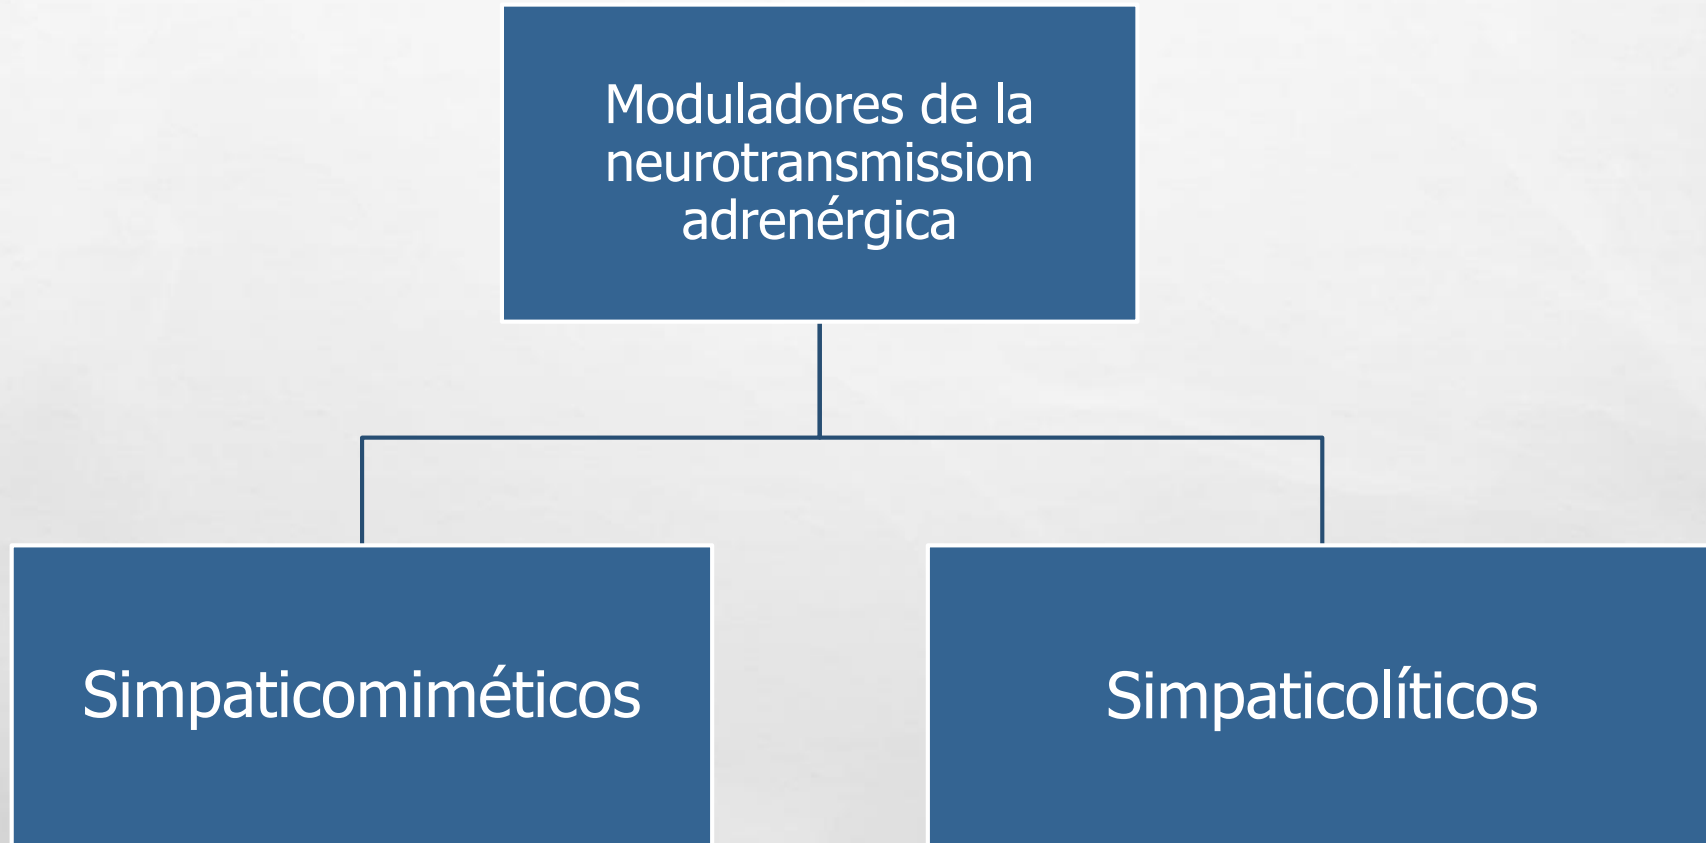 Moduladores de la
neurotransmission
adrenérgica
Simpaticomiméticos
Simpaticolíticos